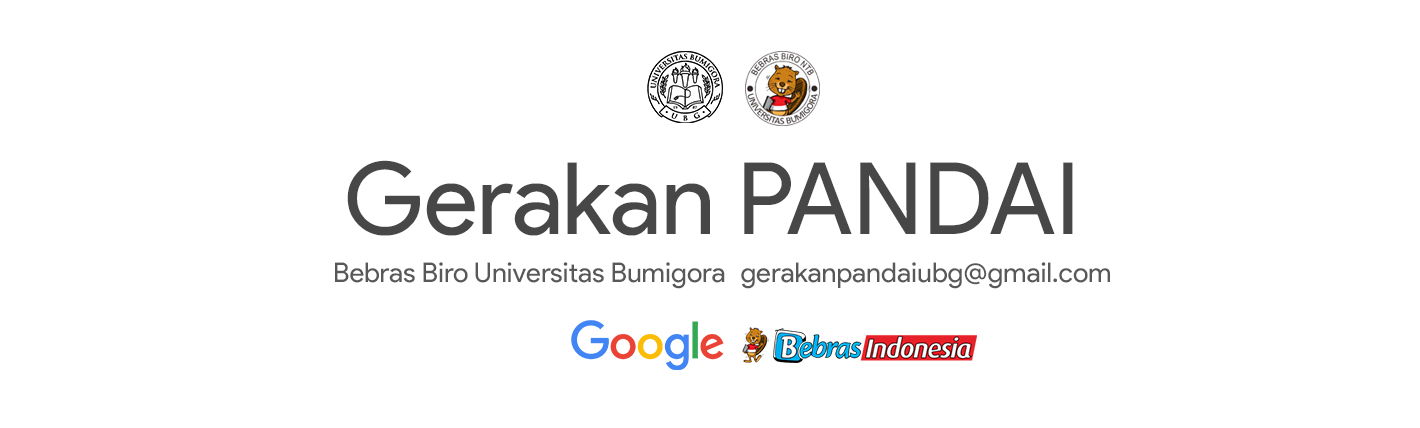 UNIVERSITAS BUMIGORA
UBG
BEBRAS BIRO NTB
UNIVERSITAS BUMIGORA
Gerakan PANDAI
Bebras Biro Universitas Bumigora gerakanpandaiubg@gmail.com
Google Bebras Indonesia